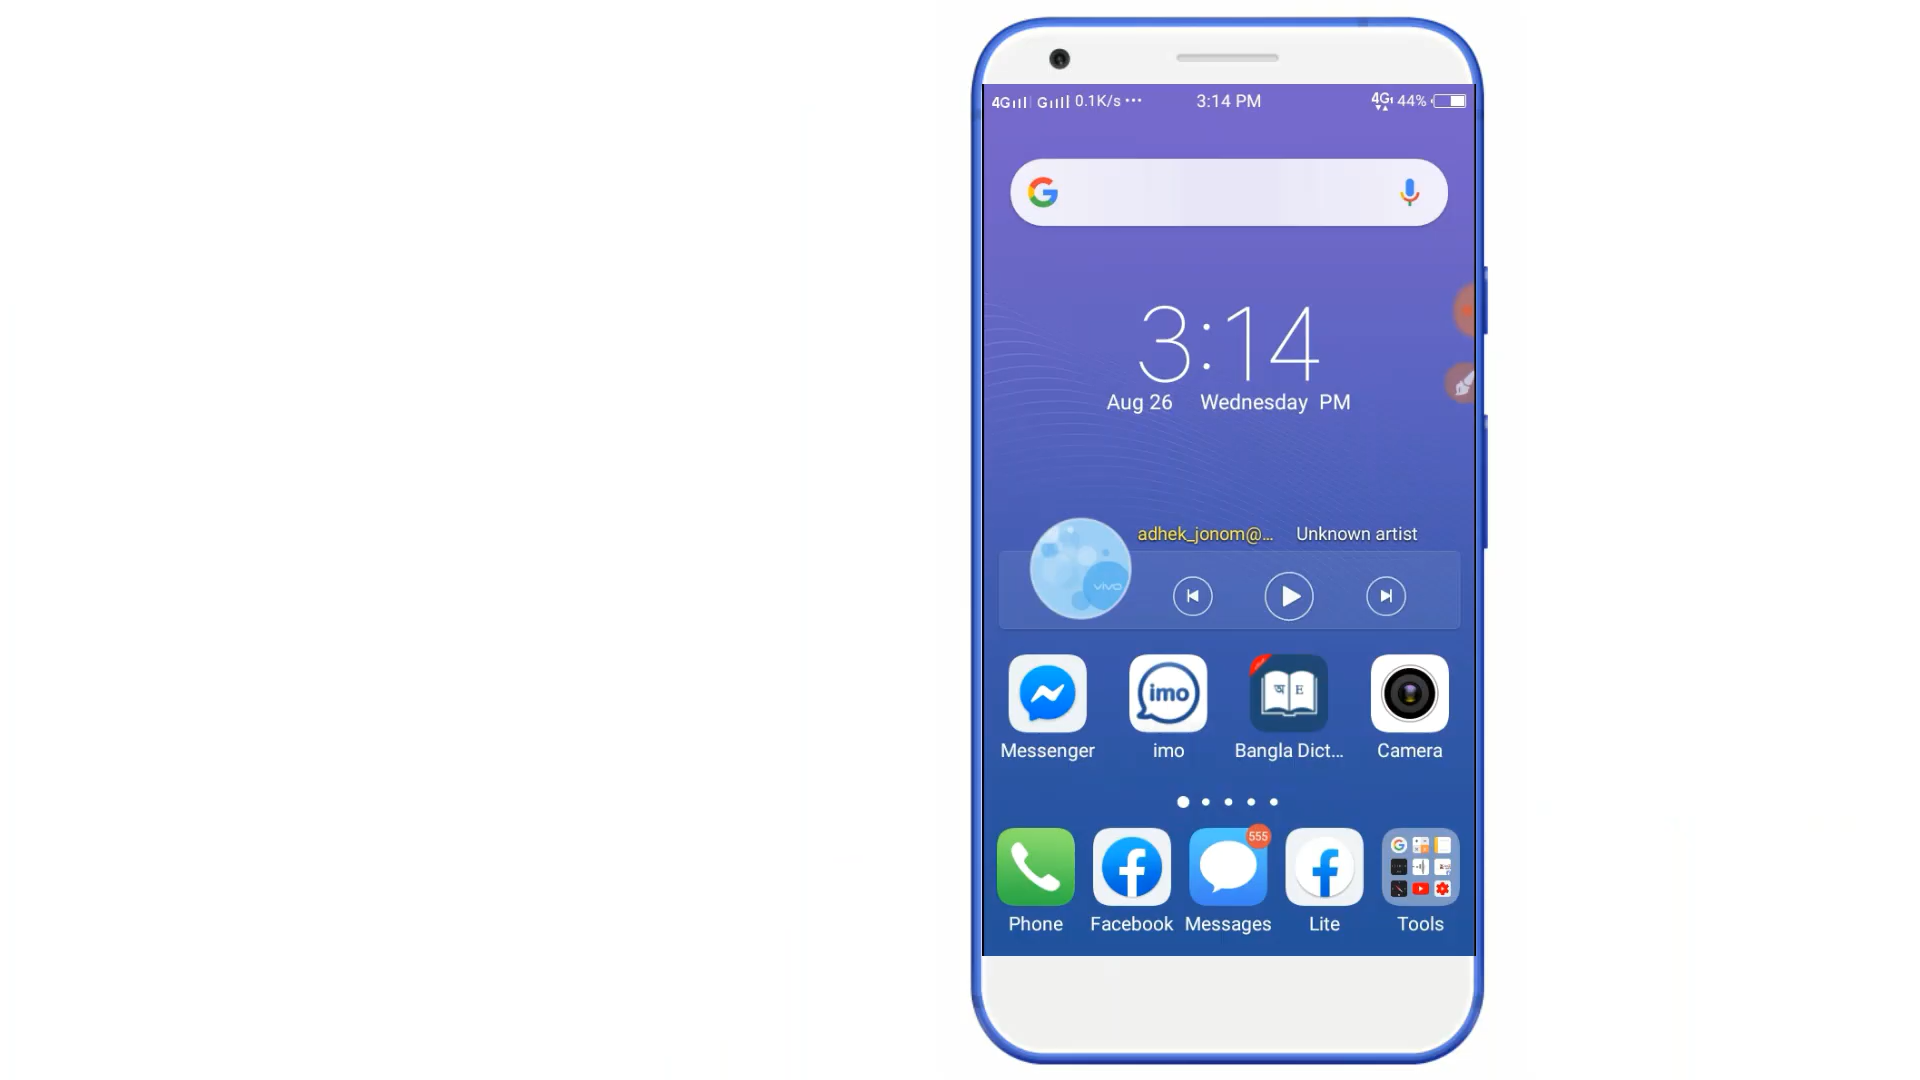 4G G 0.1K/s ··· 3:14 PM 4G 44%
3:14
Aug 26 Wednesday PM
adhek_jonom@... Unknown artist
vivo
imo
অ E
Messenger imo Bangla Dict... Camera
555
Phone Facebook Messages Lite Tools